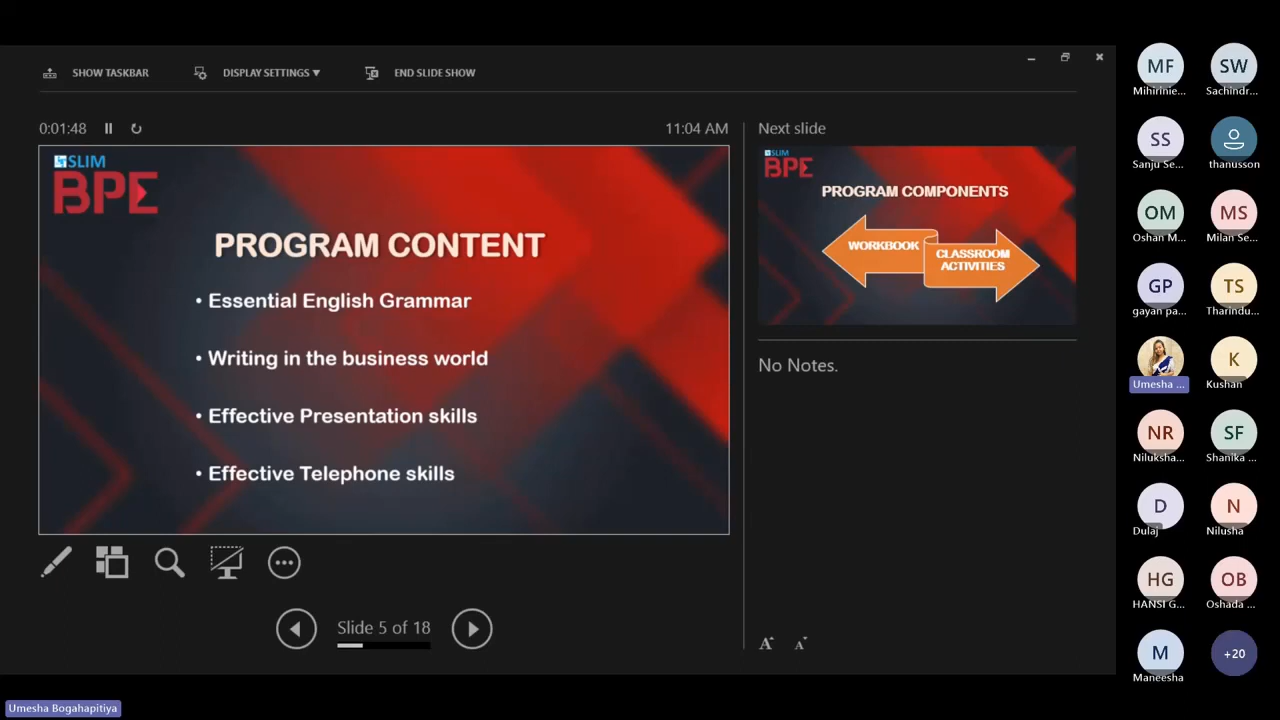 SHOW TASKBAR
DISPLAY SETTINGS ▼
END SLIDE SHOW
0:01:48
11:04 AM
SLIM
BPE
PROGRAM CONTENT
• Essential English Grammar
• Writing in the business world
• Effective Presentation skills
• Effective Telephone skills
Slide 5 of 18
Next slide
SLIM
BPE
PROGRAM COMPONENTS
WORKBOOK
CLASSROOM
ACTIVITIES
No Notes.
A A
MF SW
Mihirinie... Sachindr...
SS
Sanju Se... thanusson
OM MS
Oshan M... Milan Se...
GP TS
gayan pa... Tharindu...
K
Umesha ... Kushan
NR SF
Niluksha... Shanika ...
D N
Dulaj Nilusha
HG OB
HANSI G... Oshada ...
M +20
Maneesha
Umesha Bogahapitiya